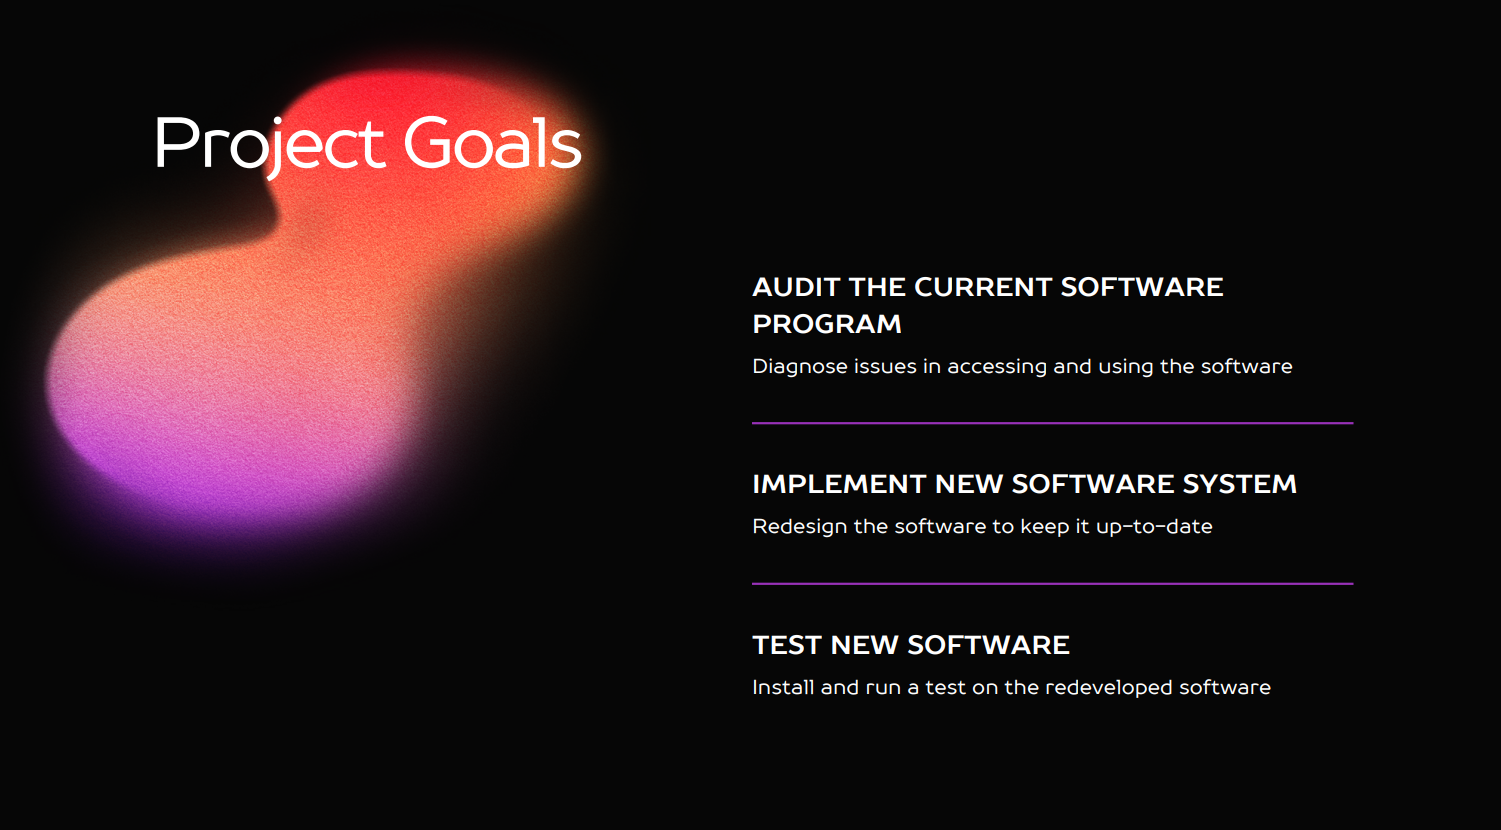 Project Goals
AUDIT THE CURRENT SOFTWARE
PROGRAM
Diagnose issues in accessing and using the software
IMPLEMENT NEW SOFTWARE SYSTEM
Redesign the software to keep it up-to-date
TEST NEW SOFTWARE
Install and run a test on the redeveloped software